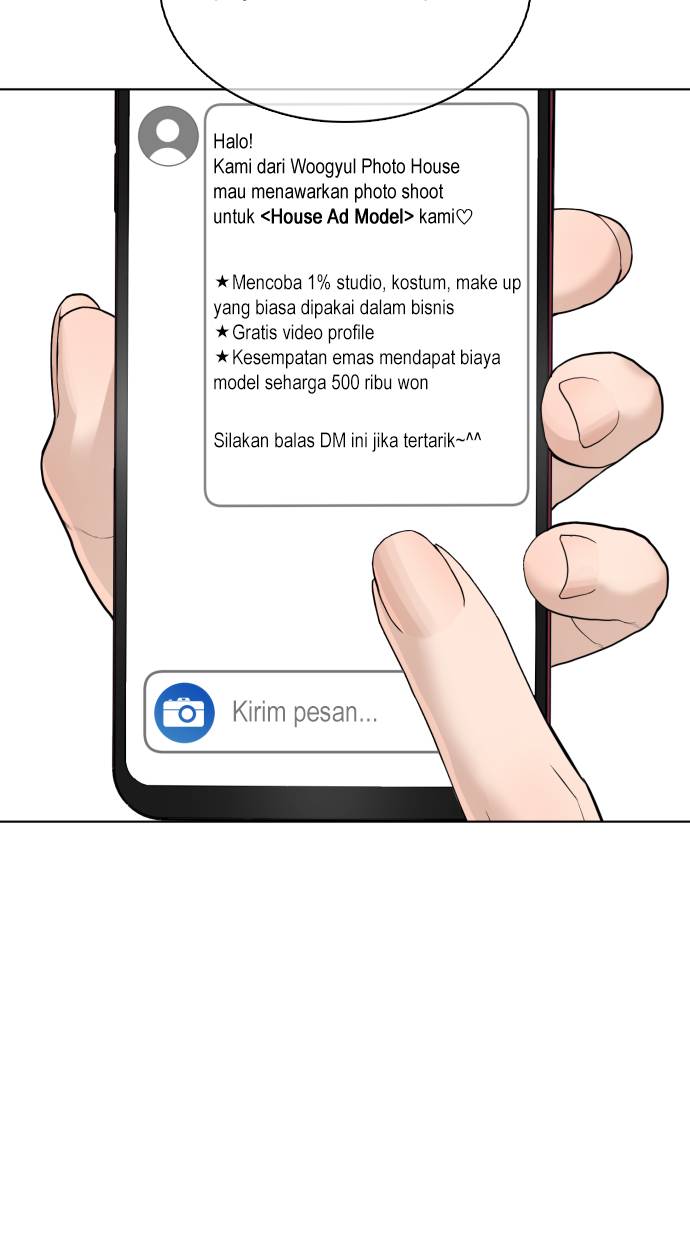 Halo!
Kami dari Woogyul Photo House
mau menawarkan photo shoot
untuk <House Ad Model> kami♡
★Mencoba 1% studio, kostum, make up
yang biasa dipakai dalam bisnis
★Gratis video profile
★Kesempatan emas mendapat biaya
model seharga 500 ribu won
Silakan balas DM ini jika tertarik~^^
Kirim pesan...